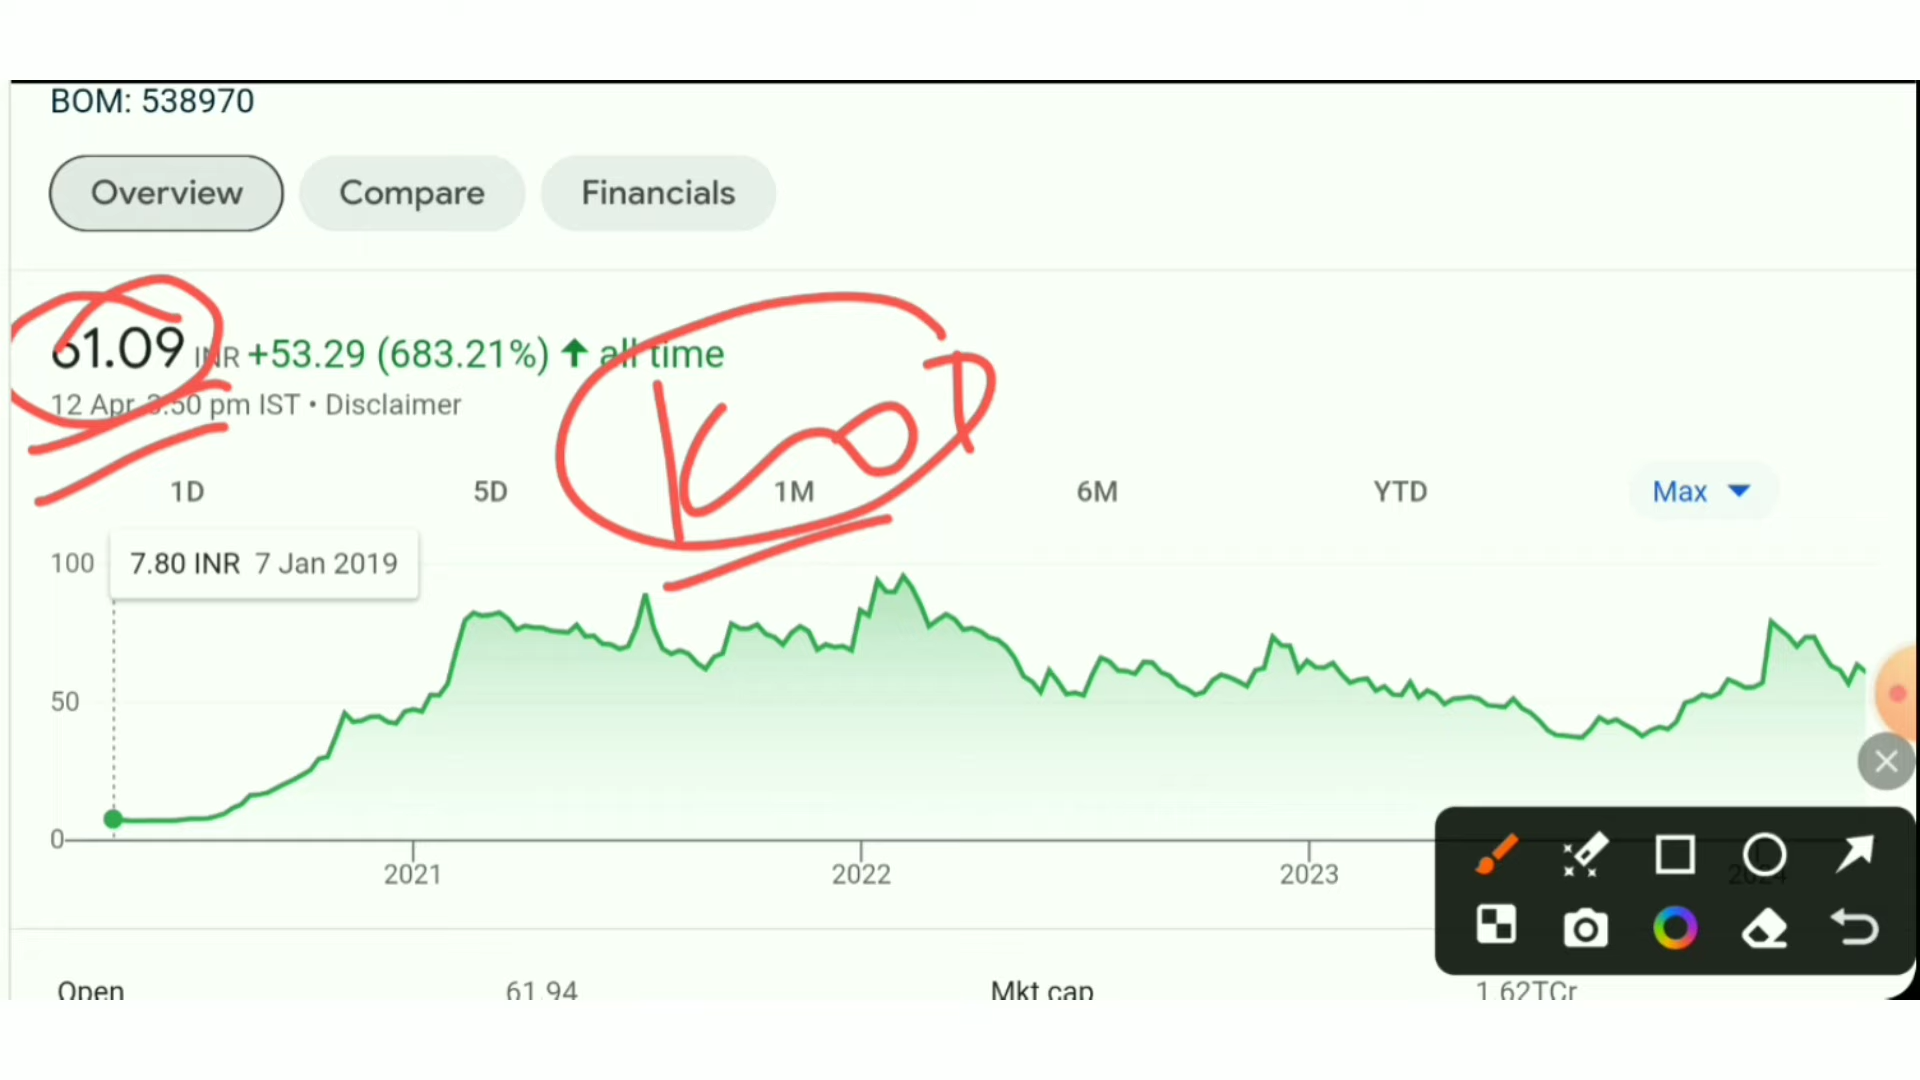 BOM: 538970
Overview Compare Financials
61.09 INR +53.29 (683.21%) ↑ all time
12 Apr, 3:50 pm IST • Disclaimer
1D 5D 1M 6M YTD Max
100 7.80 INR 7 Jan 2019
50
0
2021 2022 2023 2024
Open 61.94 Mkt cap 1.62TCr